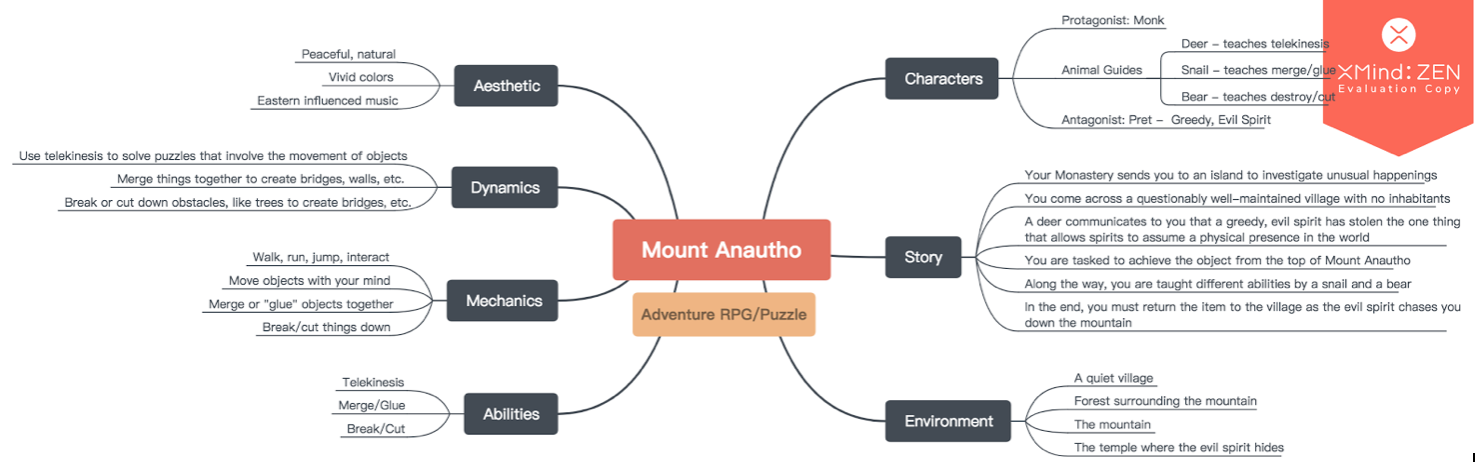 Mount Anautho
Adventure RPG/Puzzle
Aesthetic
Peaceful, natural
Vivid colors
Eastern influenced music
Dynamics
Use telekinesis to solve puzzles that involve the movement of objects
Merge things together to create bridges, walls, etc.
Break or cut down obstacles, like trees to create bridges, etc.
Mechanics
Walk, run, jump, interact
Move objects with your mind
Merge or "glue" objects together
Break/cut things down
Abilities
Telekinesis
Merge/Glue
Break/Cut
Characters
Protagonist: Monk
Animal Guides
Deer - teaches telekinesis
Snail - teaches merge/glue
Bear - teaches destroy/cut
Antagonist: Pret - Greedy, Evil Spirit
Story
Your Monastery sends you to an island to investigate unusual happenings
You come across a questionably well-maintained village with no inhabitants
A deer communicates to you that a greedy, evil spirit has stolen the one thing
that allows spirits to assume a physical presence in the world
You are tasked to achieve the object from the top of Mount Anautho
Along the way, you are taught different abilities by a snail and a bear
In the end, you must return the item to the village as the evil spirit chases you
down the mountain
Environment
A quiet village
Forest surrounding the mountain
The mountain
The temple where the evil spirit hides
XMind: ZEN
Evaluation Copy